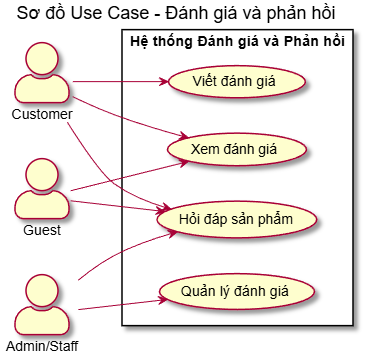 Sơ đồ Use Case - Đánh giá và phản hồi
Hệ thống Đánh giá và Phản hồi
Viết đánh giá
Customer
Xem đánh giá
Hỏi đáp sản phẩm
Guest
Quản lý đánh giá
Admin/Staff